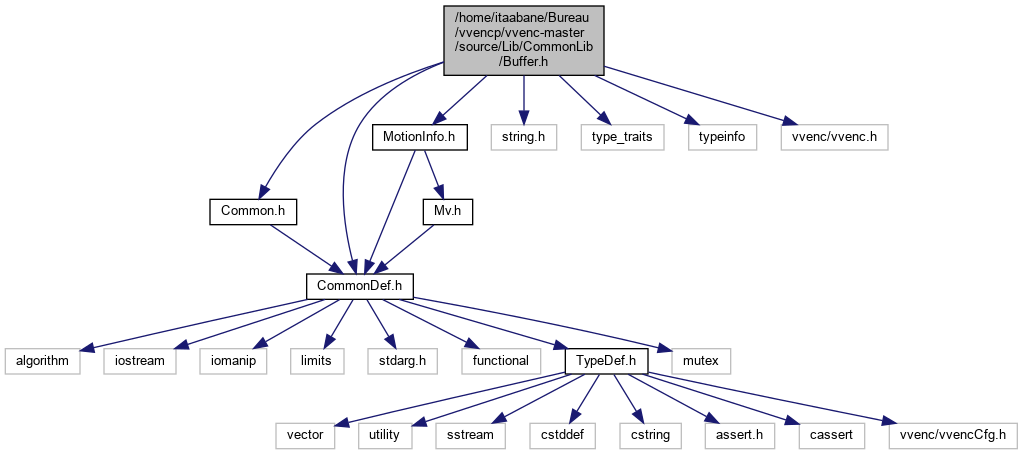 /home/itaabane/Bureau
/vvencp/vvenc-master
/source/Lib/CommonLib
/Buffer.h
MotionInfo.h
string.h
type_traits
typeinfo
vvenc/vvenc.h
Common.h
Mv.h
CommonDef.h
algorithm
iostream
iomanip
limits
stdarg.h
functional
TypeDef.h
mutex
vector
utility
sstream
cstddef
cstring
assert.h
cassert
vvenc/vvencCfg.h